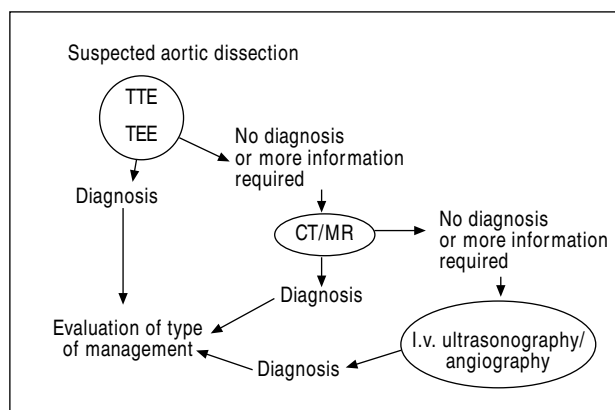 Suspected aortic dissection
TTE
TEE
No diagnosis
or more information
required
Diagnosis
CT/MR
No diagnosis
or more information
required
Diagnosis
Evaluation of type
of management
I.v. ultrasonography/
angiography
Diagnosis